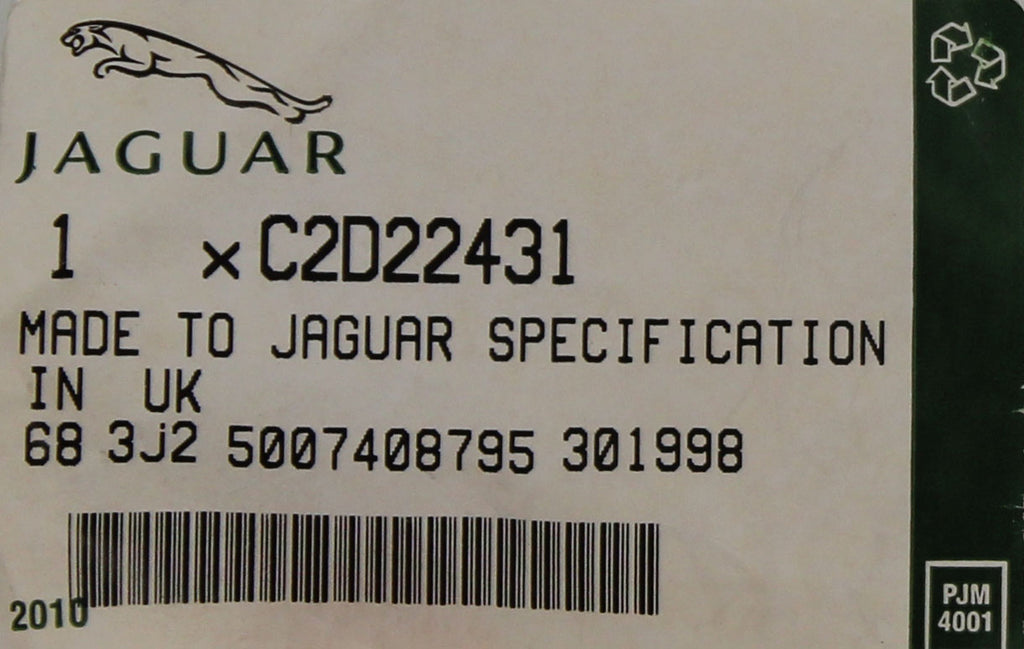 JAGUAR
1 x C2D22431
MADE TO JAGUAR SPECIFICATION
IN UK
68 3J2 5007408795 301998
2010
PJM
4001